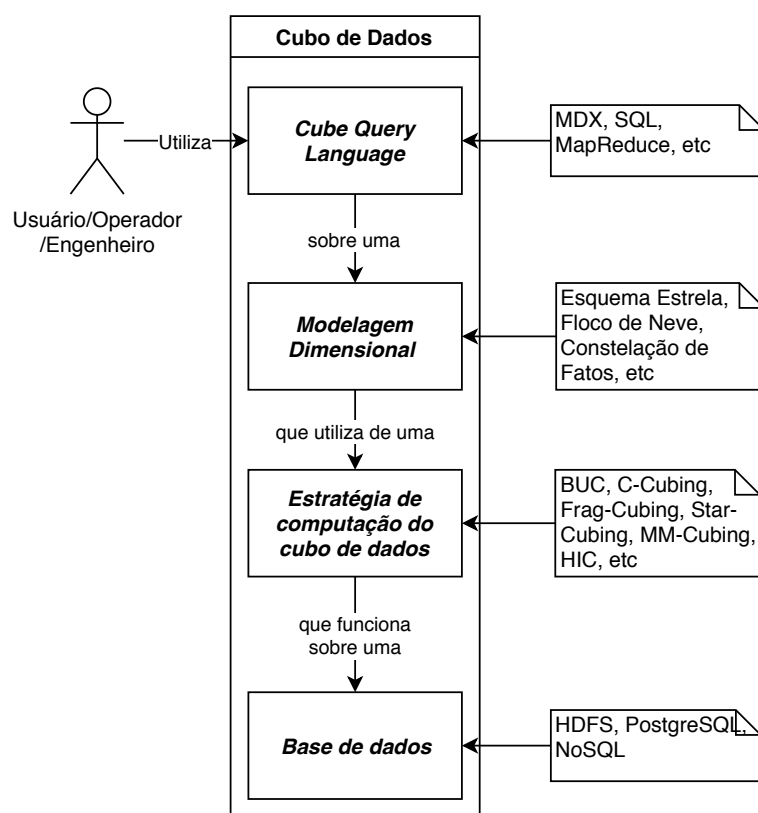 Cubo de Dados
Cube Query
Language
MDX, SQL,
MapReduce, etc
Utiliza
Usuário/Operador
/Engenheiro
sobre uma
Modelagem
Dimensional
Esquema Estrela,
Floco de Neve,
Constelação de
Fatos, etc
que utiliza de uma
Estratégia de
computação do
cubo de dados
BUC, C-Cubing,
Frag-Cubing, Star-
Cubing, MM-Cubing,
HIC, etc
que funciona
sobre uma
Base de dados
HDFS, PostgreSQL,
NoSQL